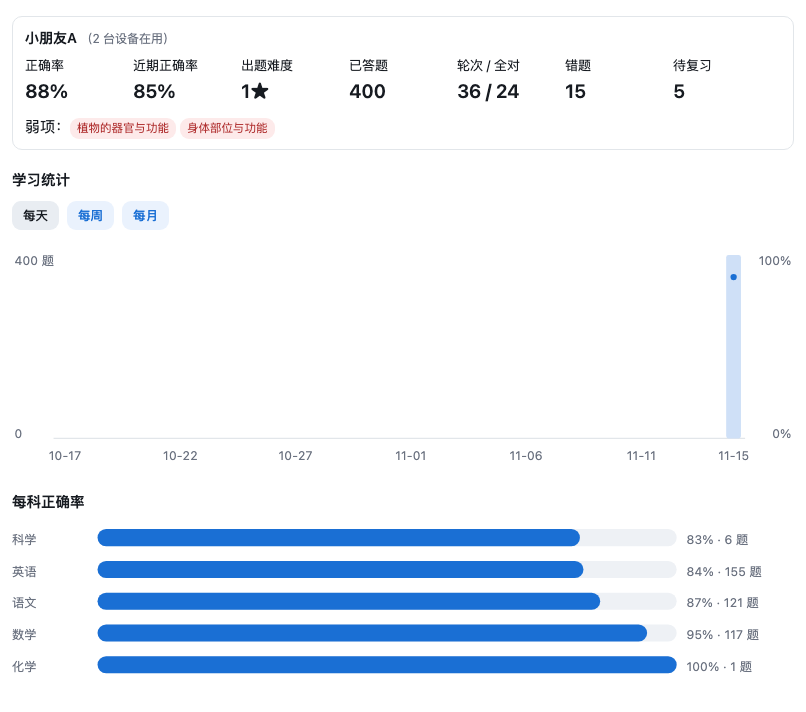 小朋友A (2 台设备在用)
正确率 近期正确率 出题难度 已答题 轮次 / 全对 错题 待复习
88% 85% 1★ 400 36 / 24 15 5
弱项： 植物的器官与功能 身体部位与功能
学习统计
每天 每周 每月
400 题 100%
0 0%
10-17 10-22 10-27 11-01 11-06 11-11 11-15
每科正确率
科学 83% · 6 题
英语 84% · 155 题
语文 87% · 121 题
数学 95% · 117 题
化学 100% · 1 题